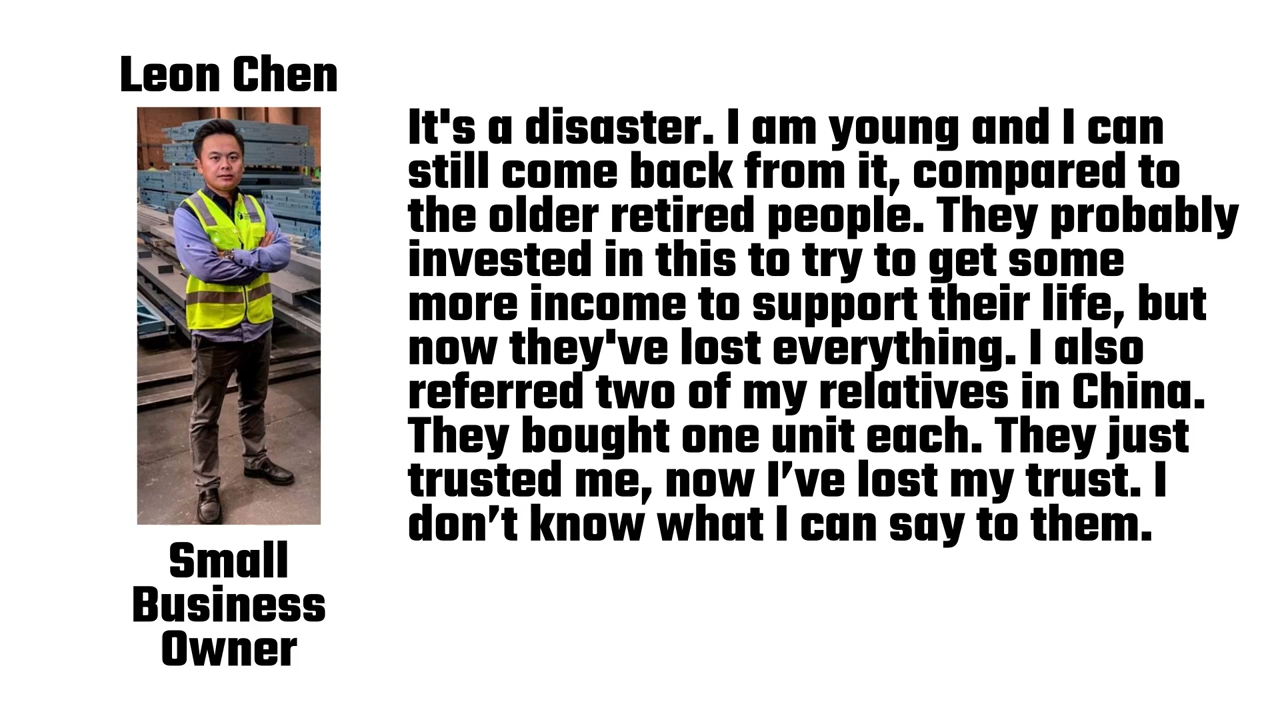 Leon Chen
It's a disaster. I am young and I can
still come back from it, compared to
the older retired people. They probably
invested in this to try to get some
more income to support their life, but
now they've lost everything. I also
referred two of my relatives in China.
They bought one unit each. They just
trusted me, now I’ve lost my trust. I
don’t know what I can say to them.
Small
Business
Owner